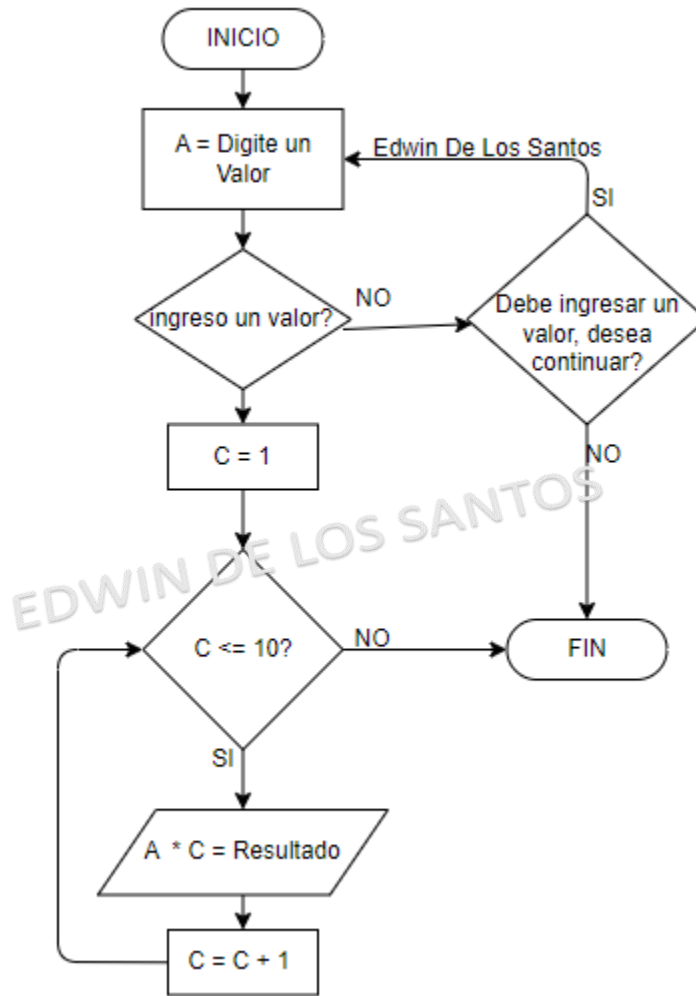 INICIO
A = Digite un
Valor
Edwin De Los Santos
SI
ingreso un valor?
NO
Debe ingresar un
valor, desea
continuar?
C = 1
NO
EDWIN DE LOS SANTOS
C <= 10?
NO
FIN
SI
A * C = Resultado
C = C + 1